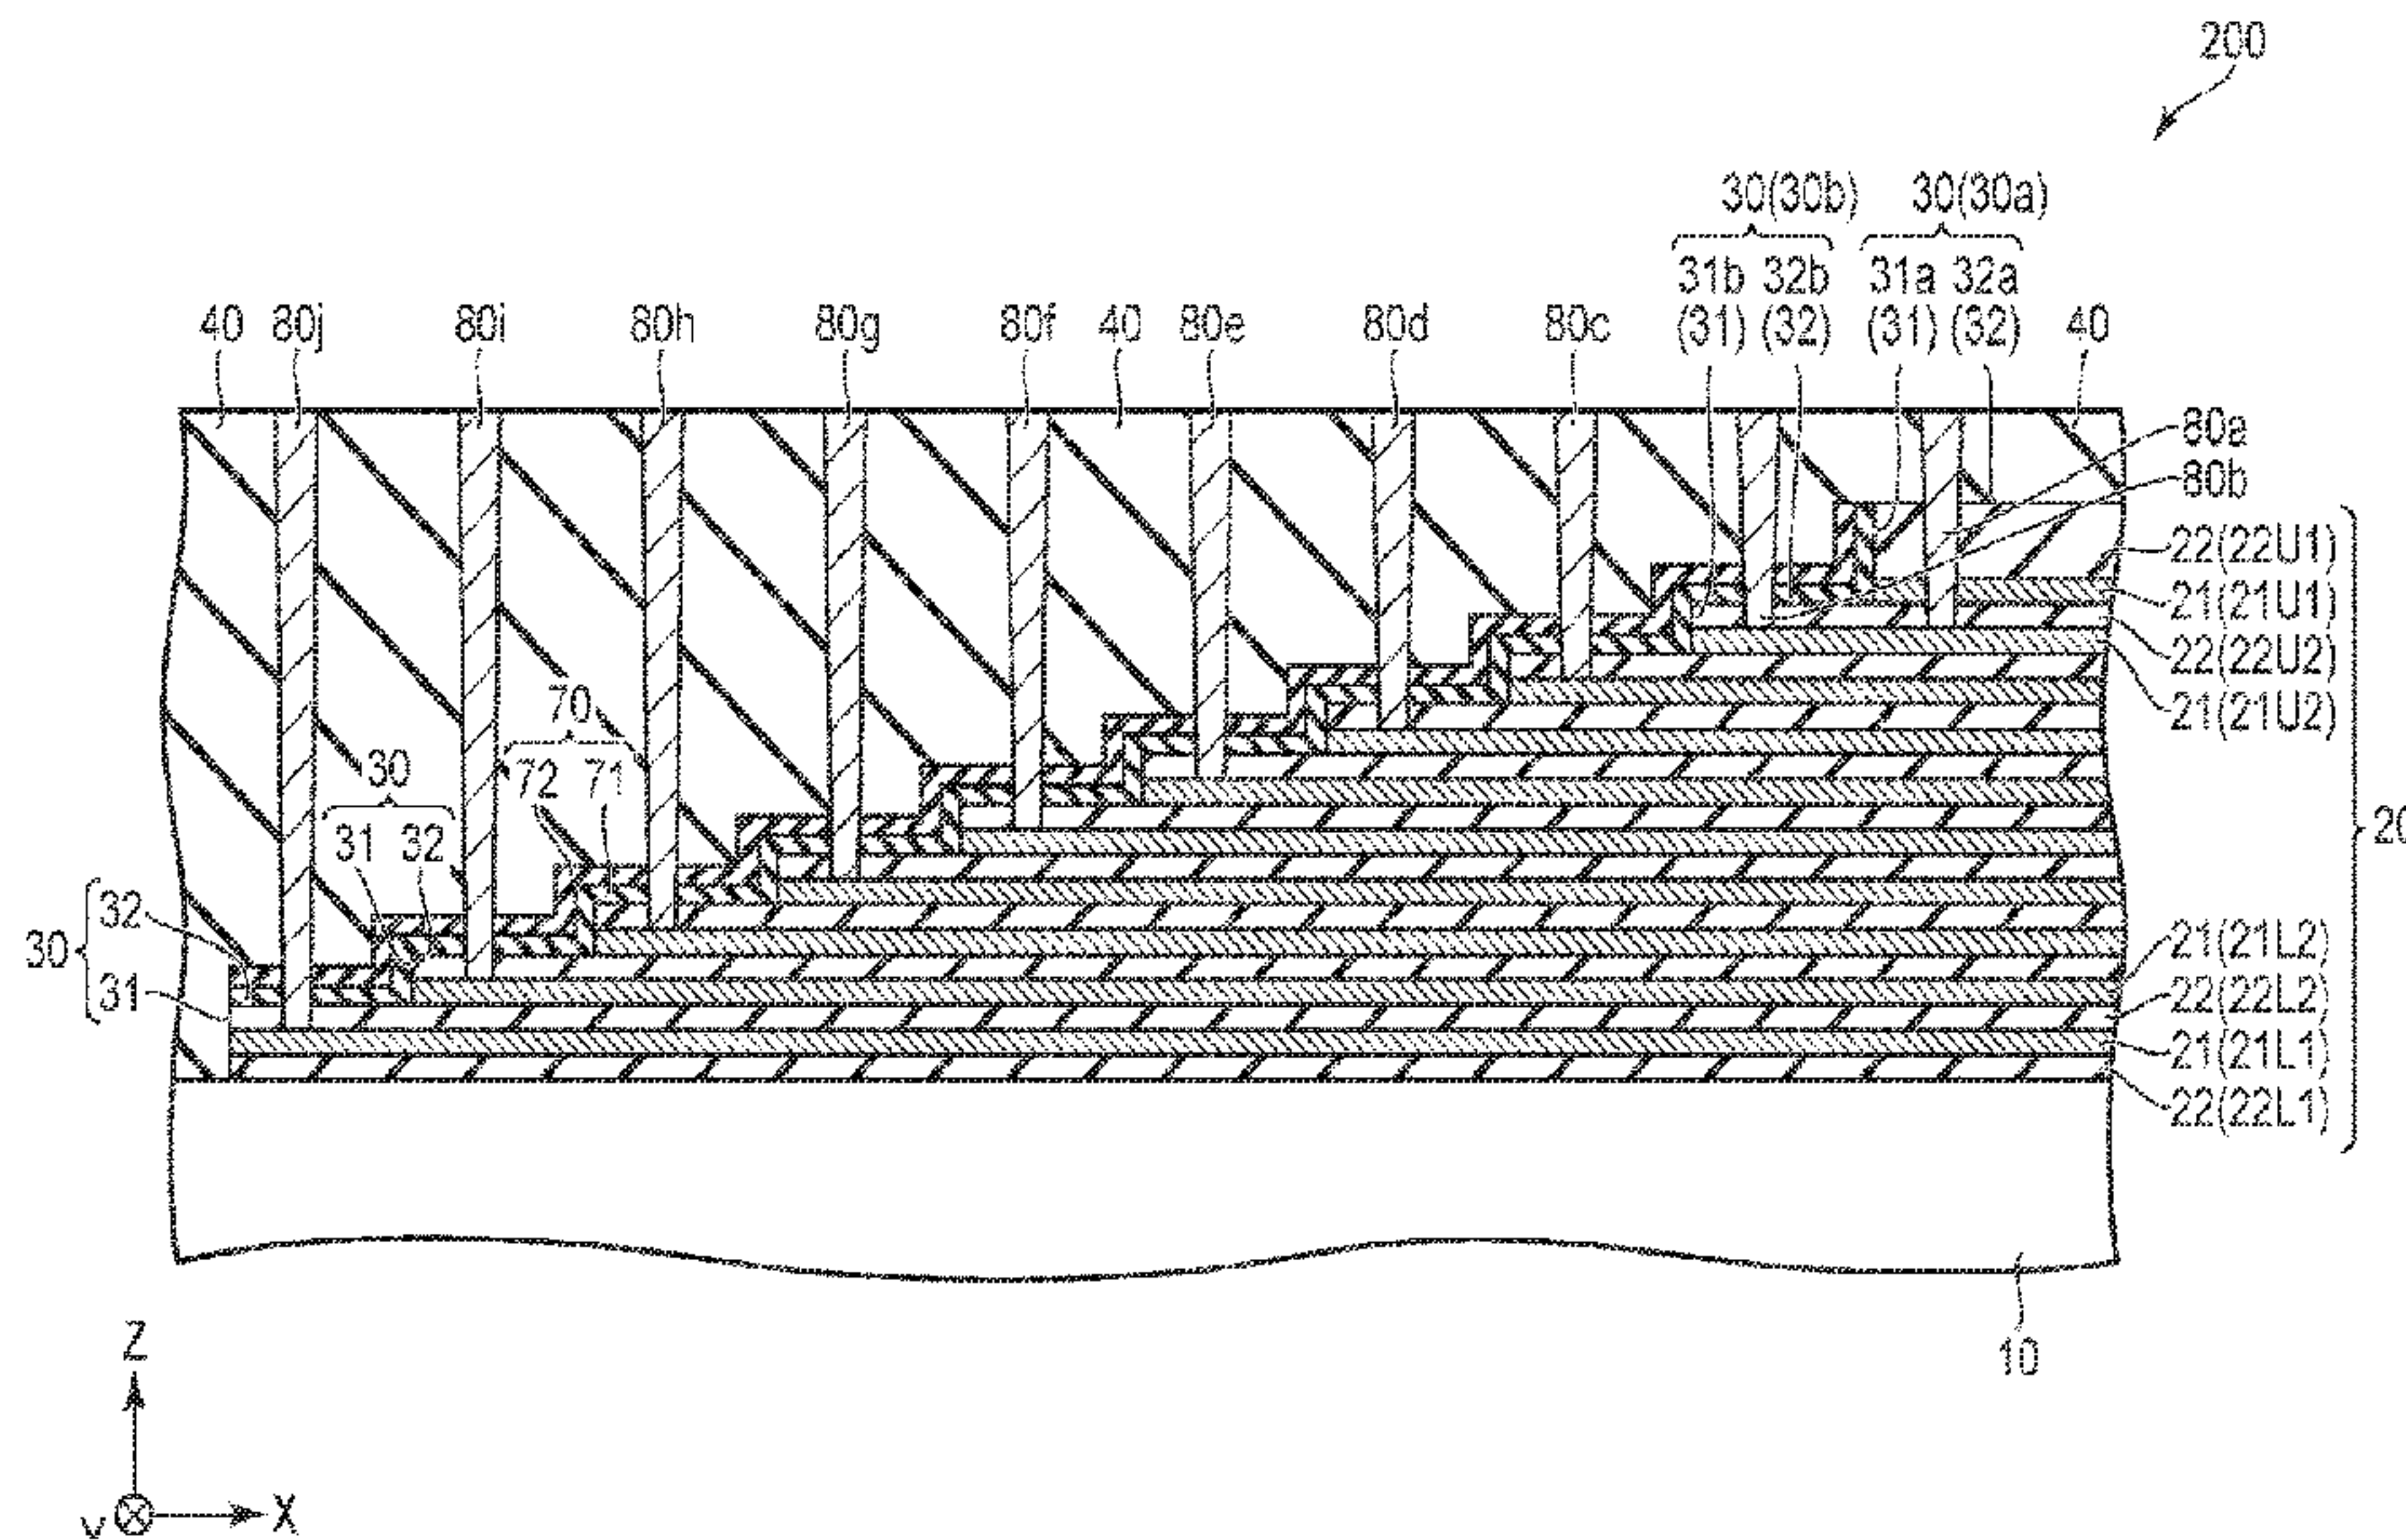 200
30(30b) 30(30a)
31b 32b 31a 32a
40 80j 80i 80h 80g 80f 40 80e 80d 80c (31) (32) (31) (32) 40
80a
80b
22(22U1)
21(21U1)
22(22U2)
21(21U2)
70
72 71
30
31 32
20
32
30
31
21(21L2)
22(22L2)
21(21L1)
22(22L1)
10
Z
Y X